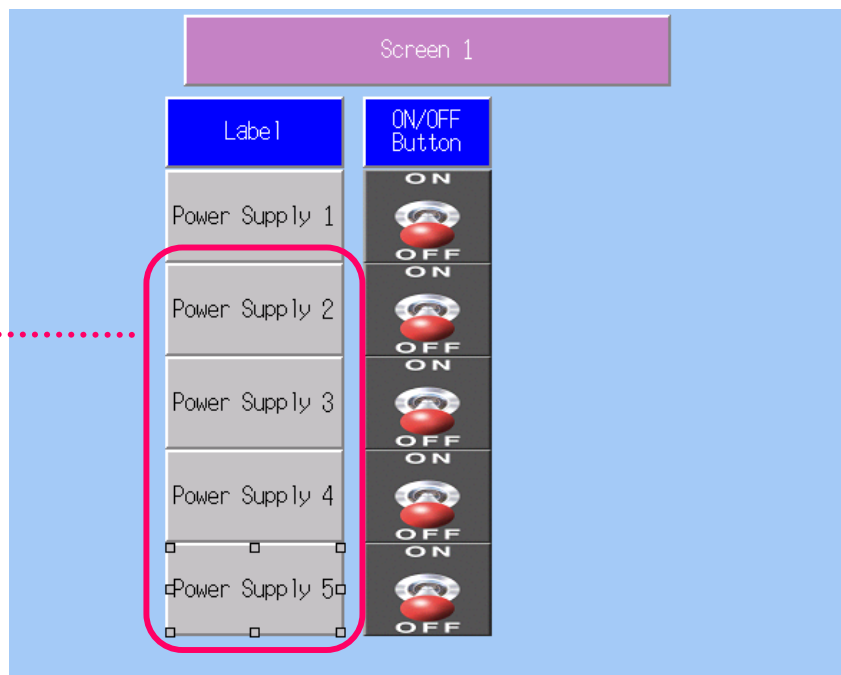 Screen 1
Label
ON/OFF
Button
Power Supply 1
ON
OFF
Power Supply 2
ON
OFF
Power Supply 3
ON
OFF
Power Supply 4
ON
OFF
Power Supply 5
ON
OFF